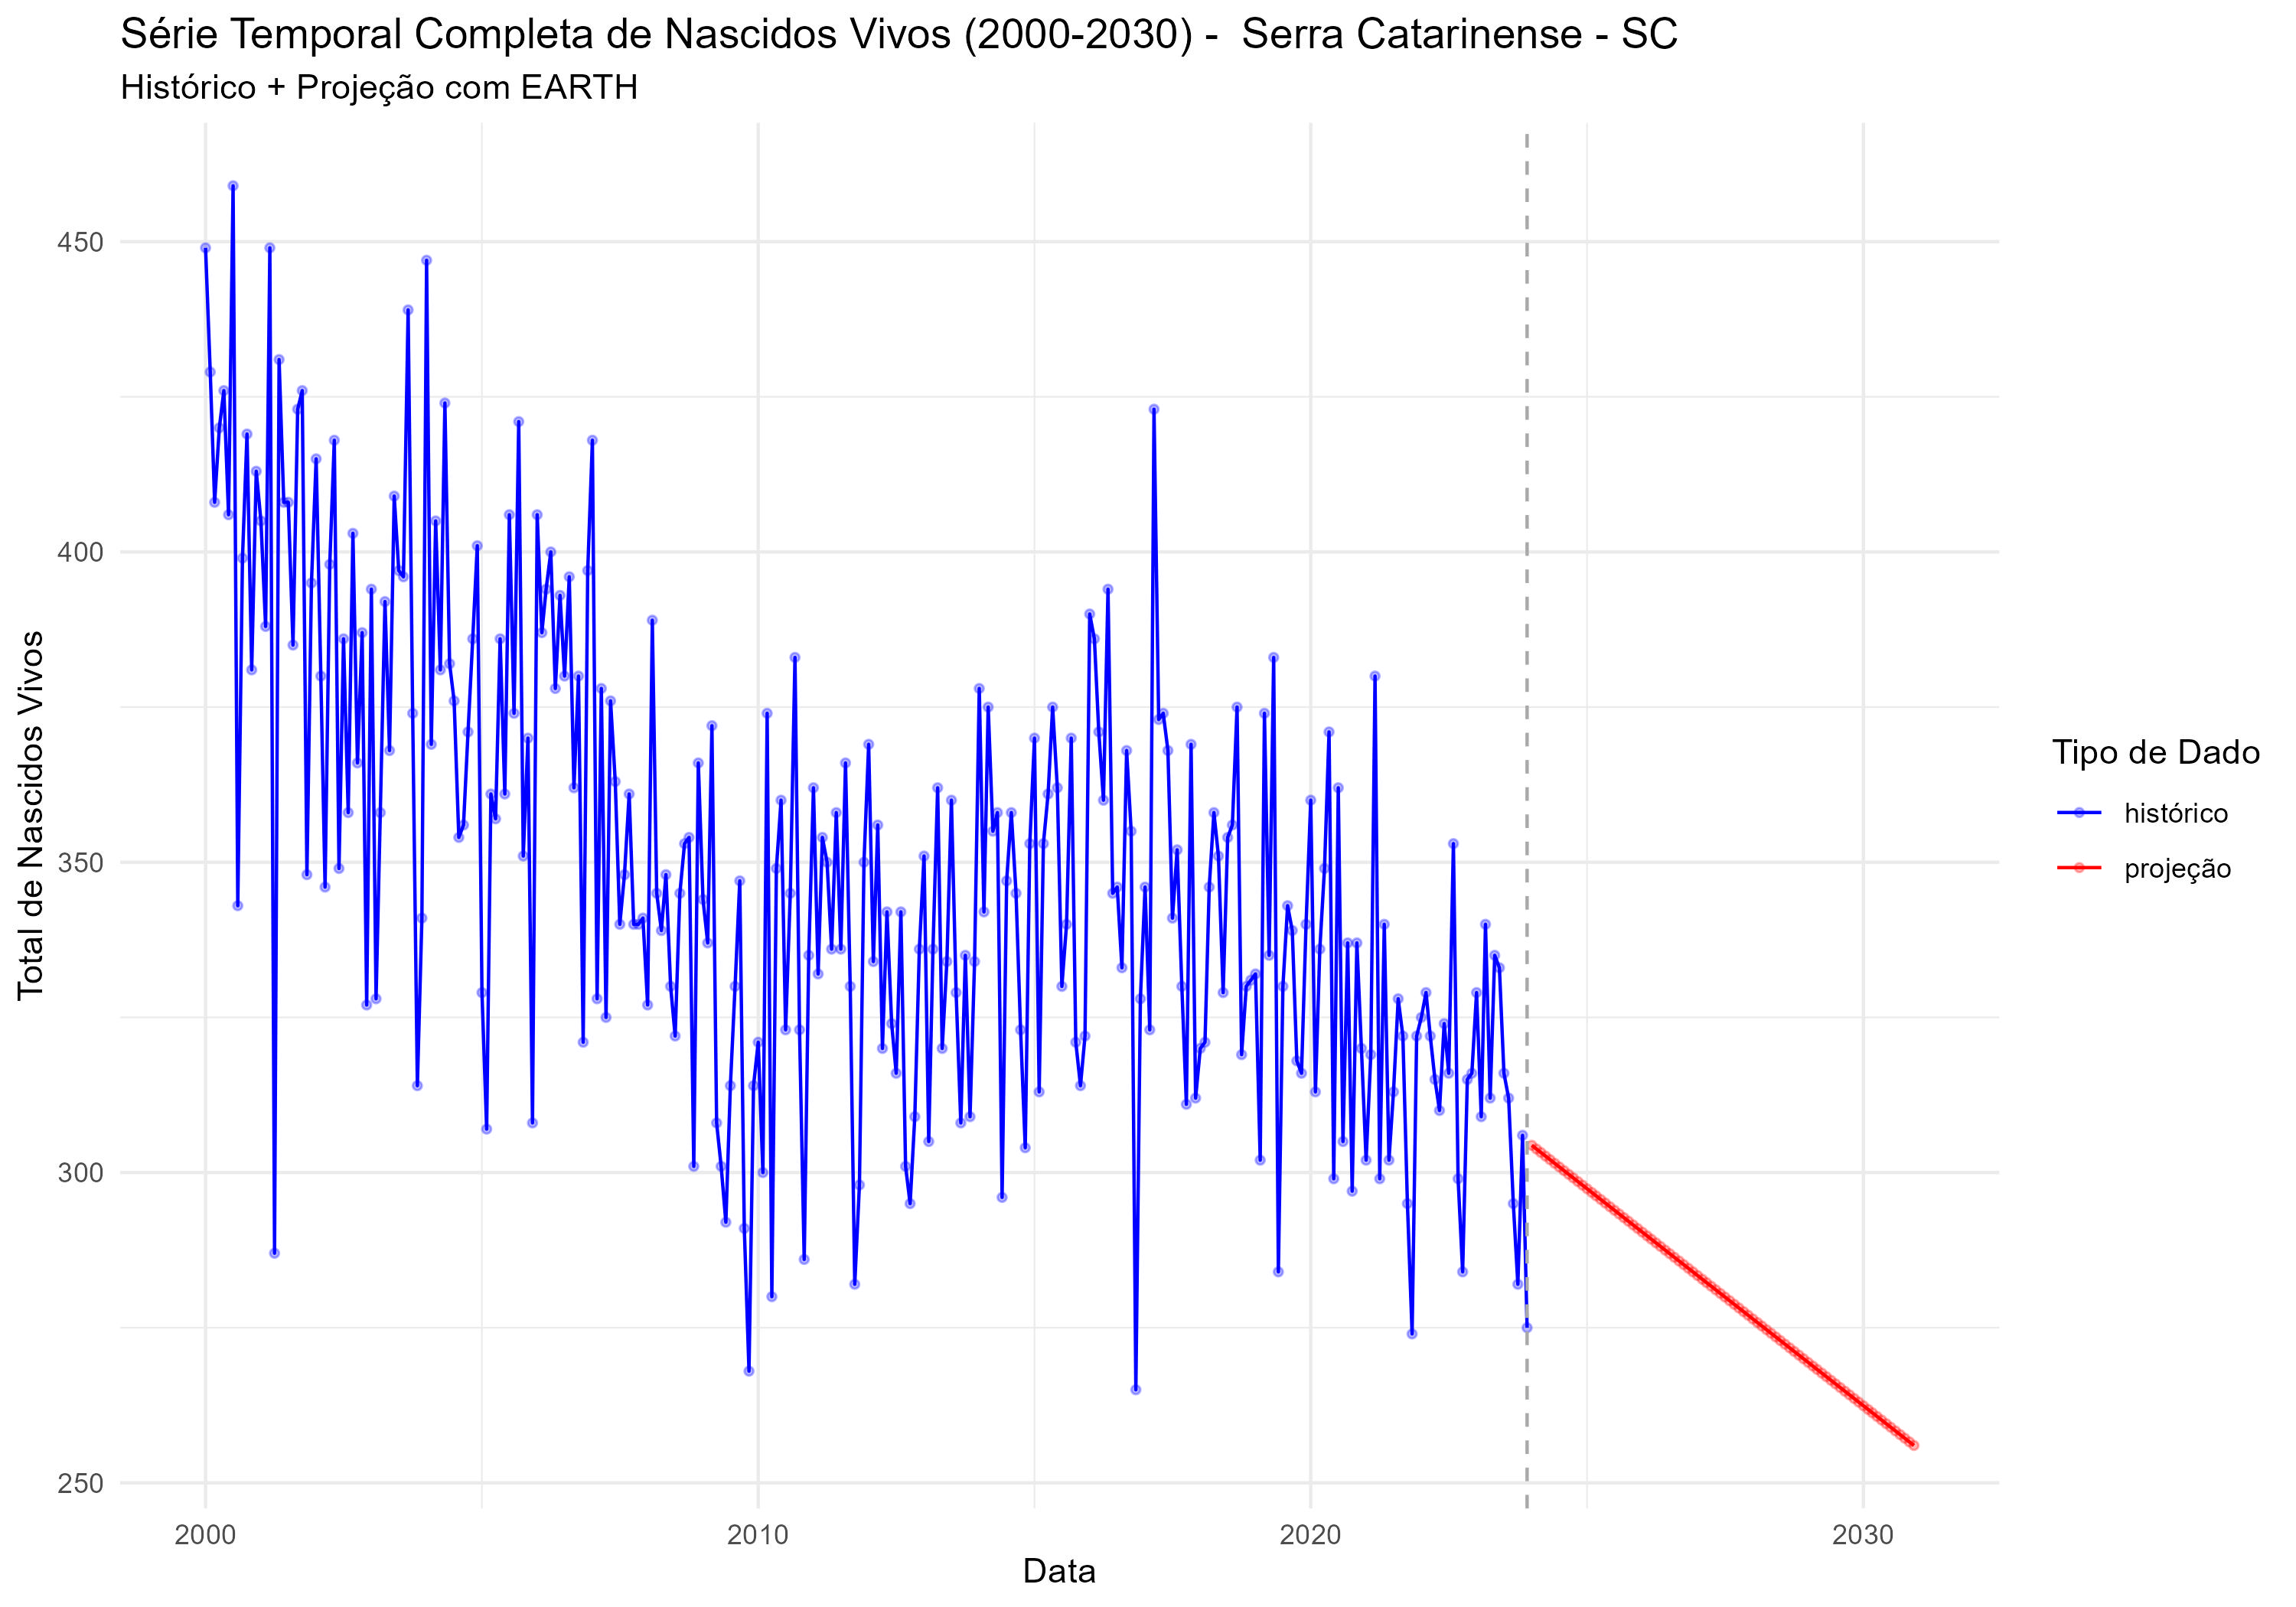 Série Temporal Completa de Nascidos Vivos (2000-2030) -  Serra Catarinense - SC
Histórico + Projeção com EARTH
Total de Nascidos Vivos
450
400
350
300
250
2000
2010
2020
2030
Data
Tipo de Dado
histórico
projeção